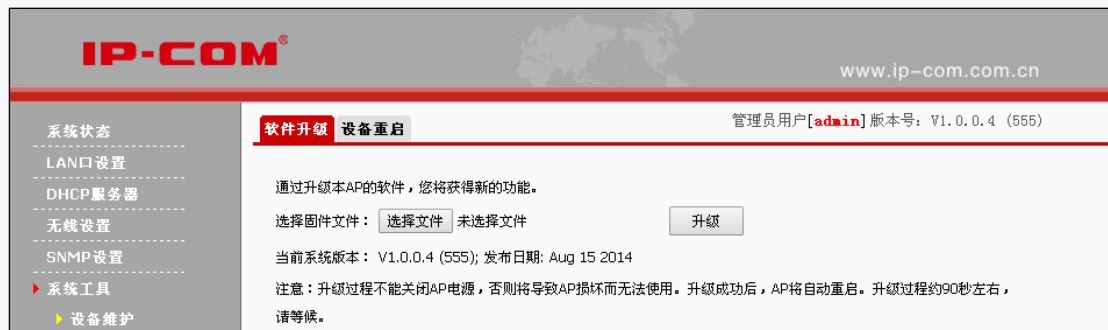 IP-COM®
www.ip-com.com.cn
系统状态
LAN口设置
DHCP服务器
无线设置
SNMP设置
系统工具
设备维护
软件升级 设备重启
管理员用户[admin]版本号: V1.0.0.4 (555)
通过升级本AP的软件，您将获得新的功能。
选择固件文件： 选择文件 未选择文件 升级
当前系统版本： V1.0.0.4 (555); 发布日期: Aug 15 2014
注意：升级过程不能关闭AP电源，否则将导致AP损坏而无法使用。升级成功后，AP将自动重启。升级过程约90秒左右，
请等候。